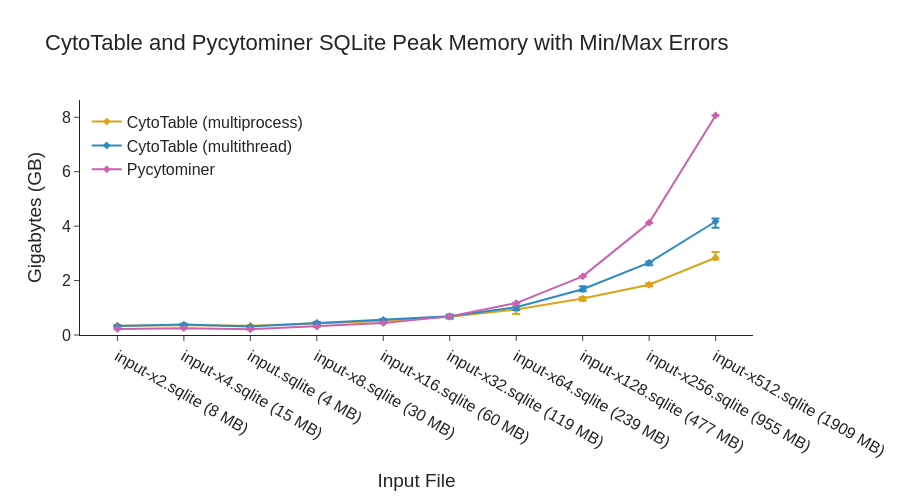 CytoTable and Pycytominer SQLite Peak Memory with Min/Max Errors
CytoTable (multiprocess)
CytoTable (multithread)
Pycytominer
Gigabytes (GB)
8
6
4
2
0
input-x2.sqlite (8 MB)
input-x4.sqlite (15 MB)
input.sqlite (4 MB)
input-x8.sqlite (30 MB)
input-x16.sqlite (60 MB)
input-x32.sqlite (119 MB)
input-x64.sqlite (239 MB)
input-x128.sqlite (477 MB)
input-x256.sqlite (955 MB)
input-x512.sqlite (1909 MB)
Input File